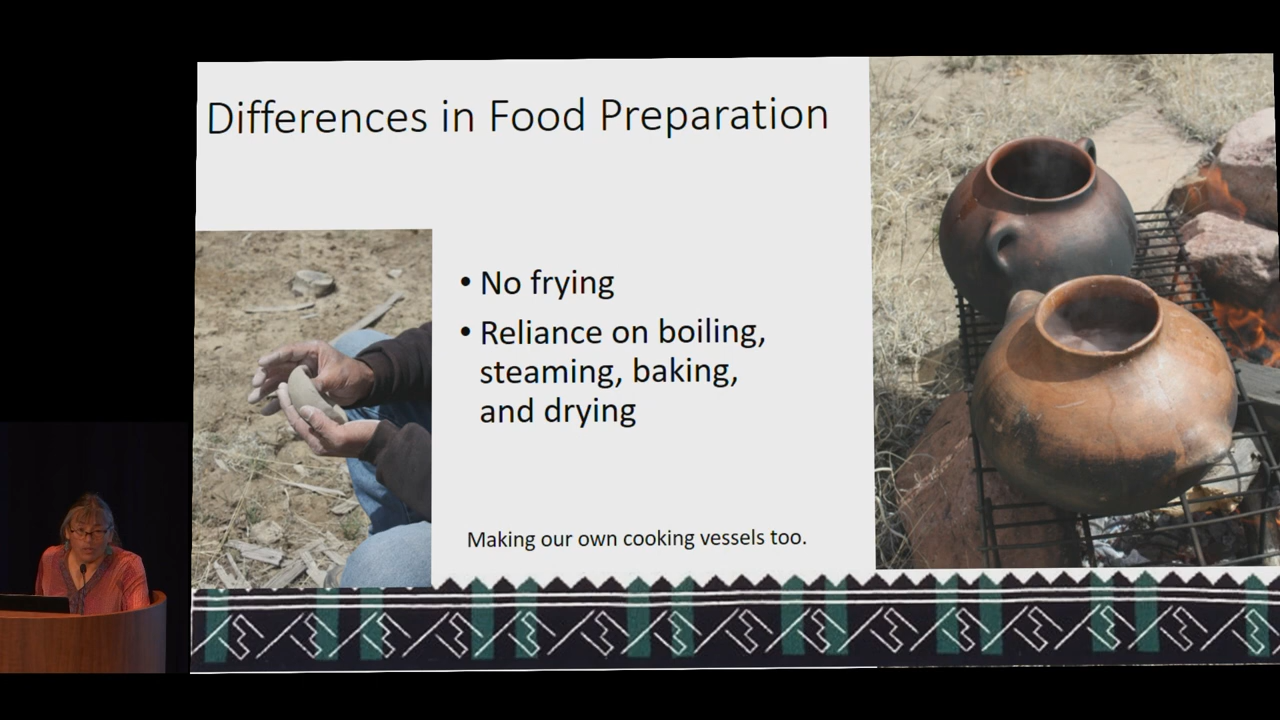 Differences in Food Preparation
• No frying
• Reliance on boiling,
steaming, baking,
and drying
Making our own cooking vessels too.